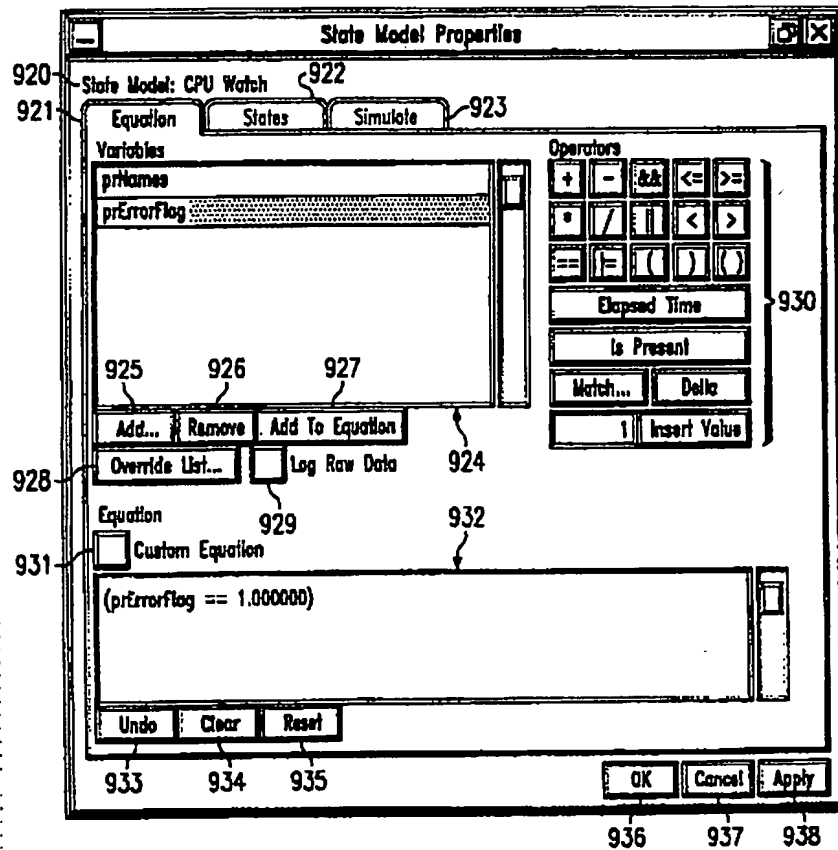 State Model Properties
920
State Model: CPU Watch
922
921
Equation
States
Simulate
923
Variables
Operators
prNames
+ - && <= >=
prErrorFlag
* / || < >
== != ( ) ( )
Elapsed Time
930
Is Present
925 926 927
Match... Delta
Add... Remove Add To Equation
1 Insert Value
928
Override List...
Log Raw Data
924
929
Equation
932
931
Custom Equation
(prErrorFlag == 1.000000)
Undo Clear Reset
933 934 935
OK Cancel Apply
936 937 938